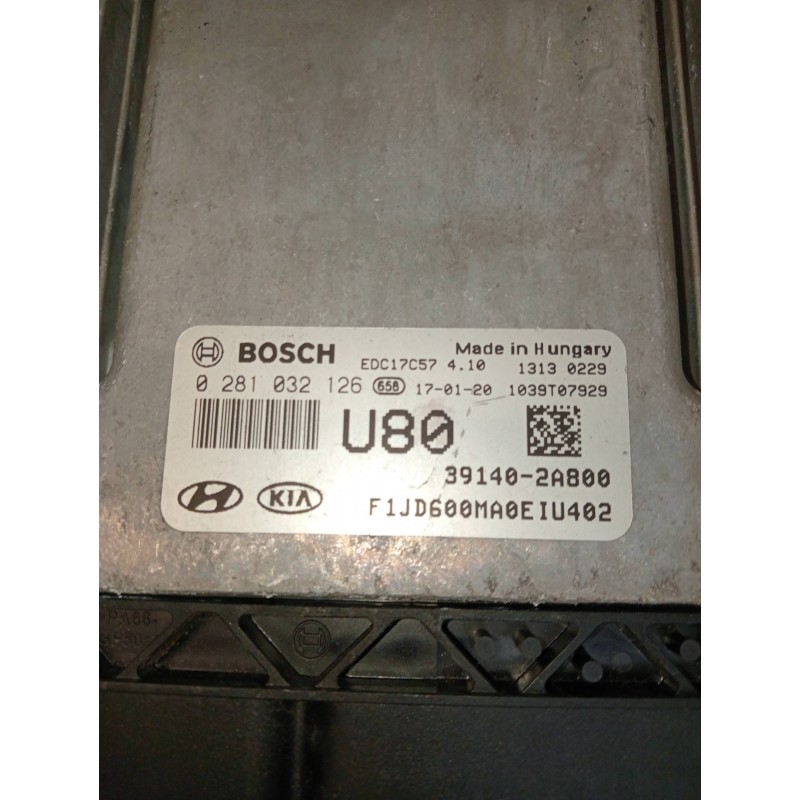 BOSCH
Made in Hungary
EDC17C57 4.10 1313 0229
0 281 032 126 656 17-01-20 1039T07929
U80
39140-2A800
KIA
F1JD600MA0EIU402